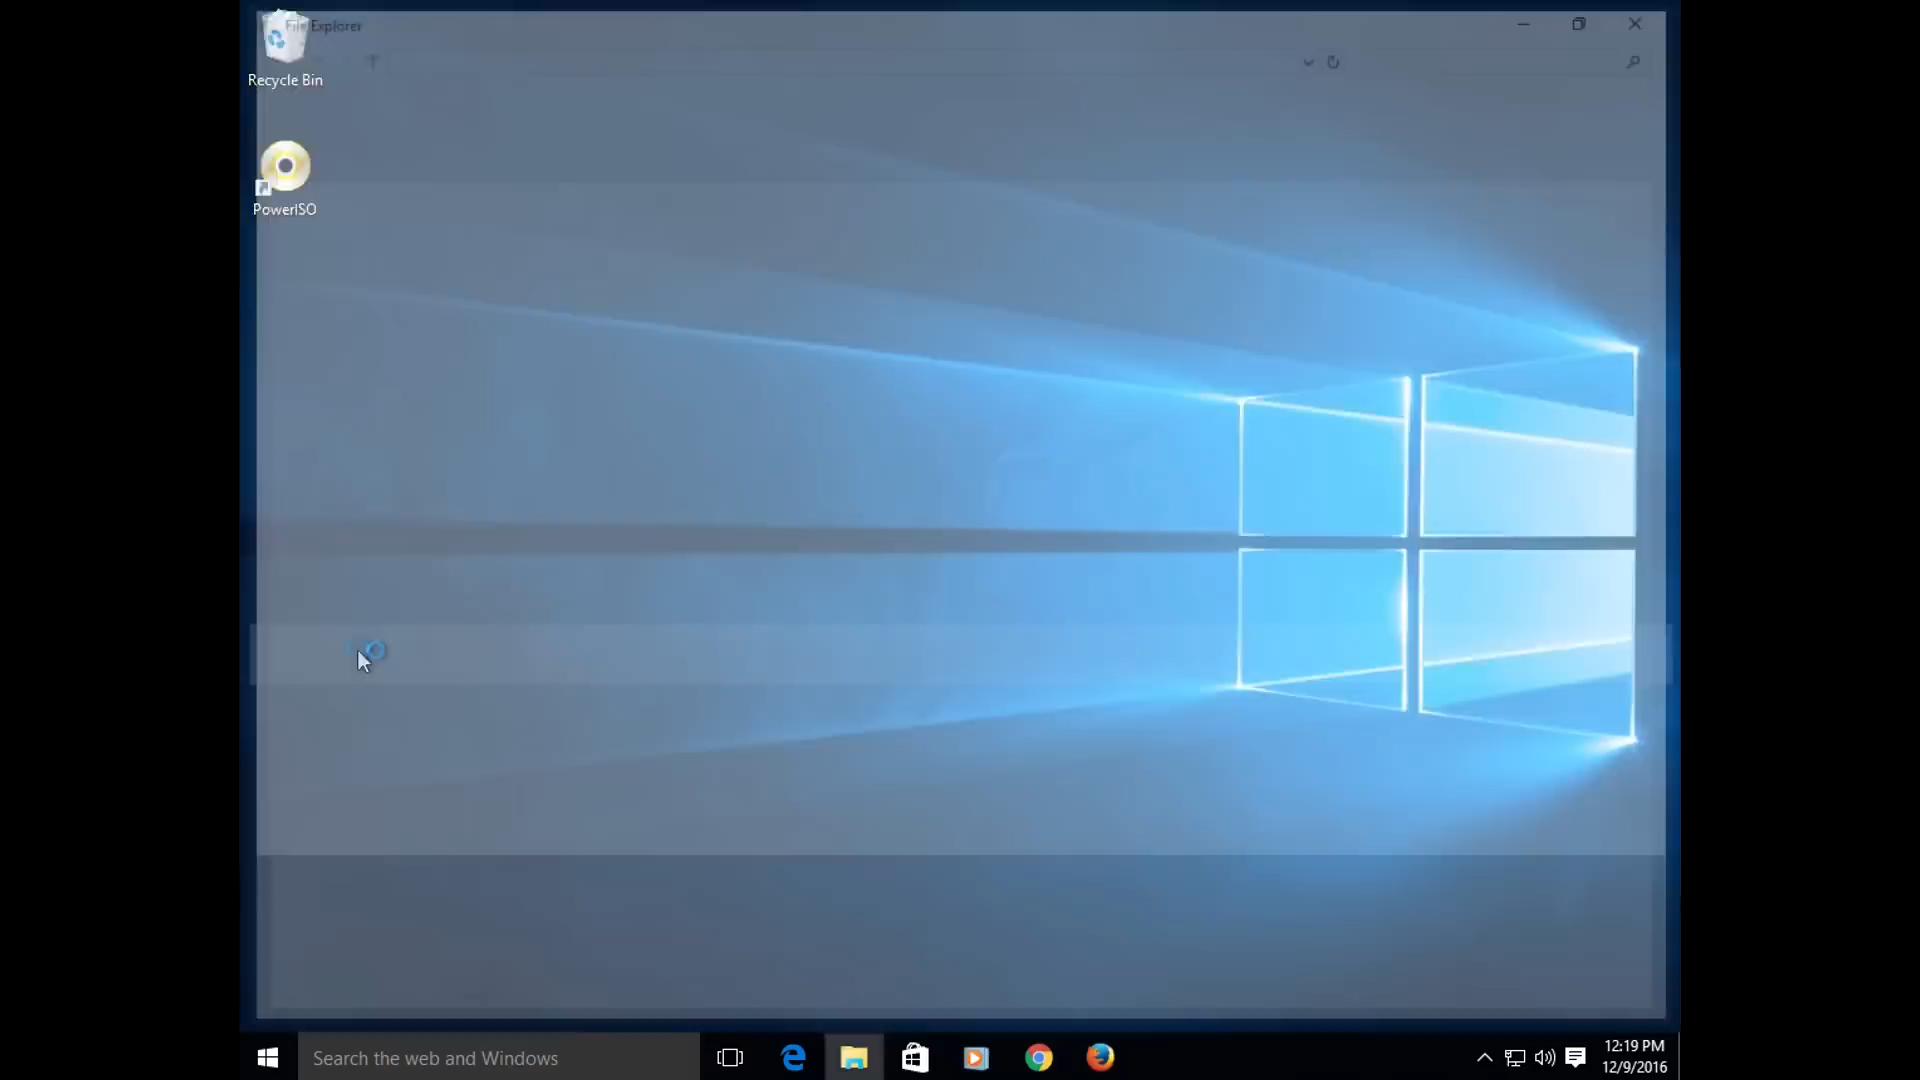 File Explorer
Recycle Bin
PowerISO
Search the web and Windows
12:19 PM
12/9/2016